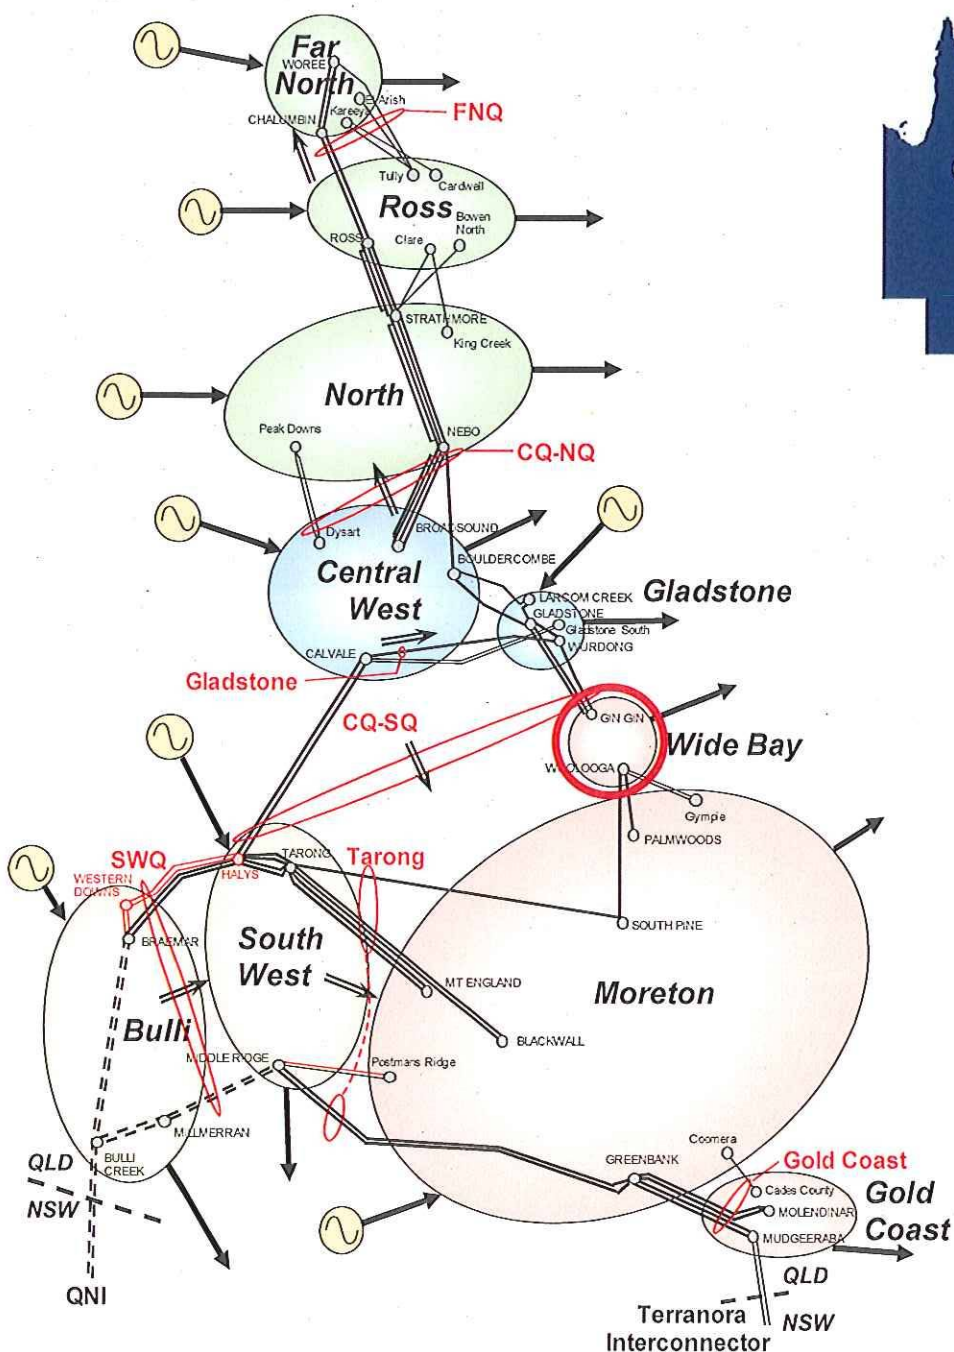 Far
North
WOREE
El Arish
Kareeya
CHALUMBIN
FNQ
Tully
Cardwell
Ross
Bowen
North
Clare
ROSS
STRATHMORE
King Creek
North
Peak Downs
NEBO
CQ-NQ
Dysart
BROADSOUND
BOULDERCOMBE
Central
West
Gladstone
LARCOM CREEK
GLADSTONE
Gladstone South
WURDONG
CALVALE
Gladstone
CQ-SQ
GIN GIN
Wide Bay
WOOLOOGA
Gympie
PALMWOODS
SWQ
TARONG
Tarong
WESTERN
DOWNS
HALYS
BRAEMAR
SOUTH PINE
South
West
MT ENGLAND
Moreton
Bulli
BLACKWALL
MIDDLE RIDGE
Postmans Ridge
MILLMERRAN
BULLI
CREEK
QLD
NSW
QNI
Coomera
GREENBANK
Gold Coast
Cades County
MOLENDINAR
Gold
Coast
MUDGEERABA
QLD
NSW
Terranora
Interconnector